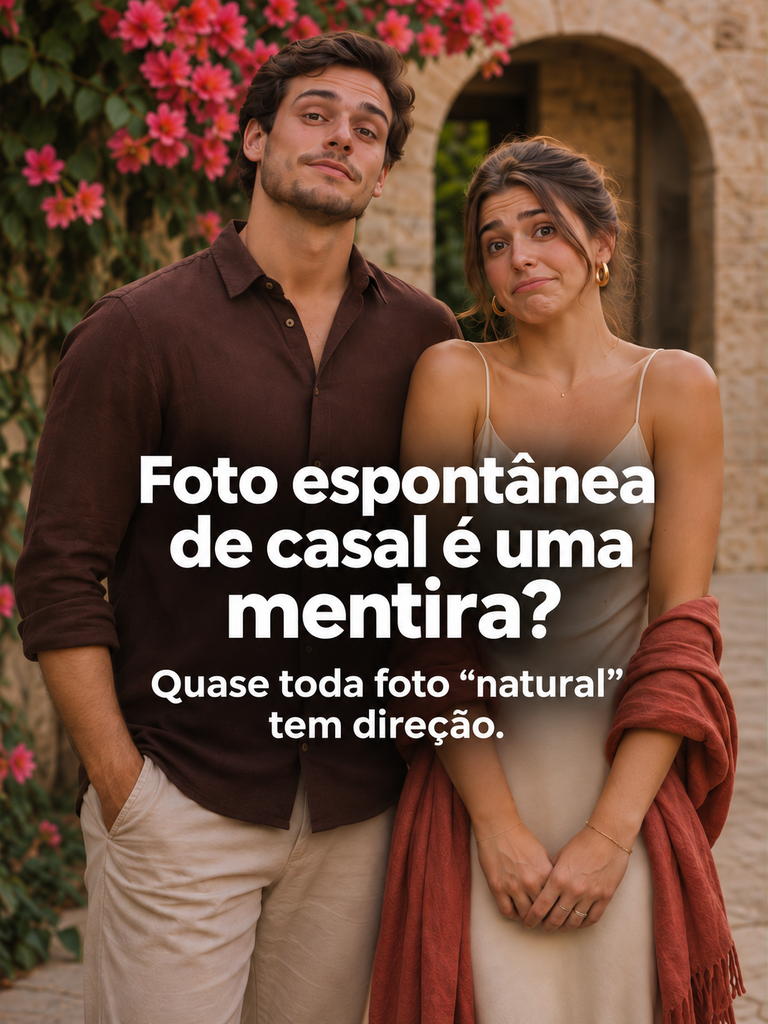 Foto espontânea
de casal é uma
mentira?
Quase toda foto “natural”
tem direção.